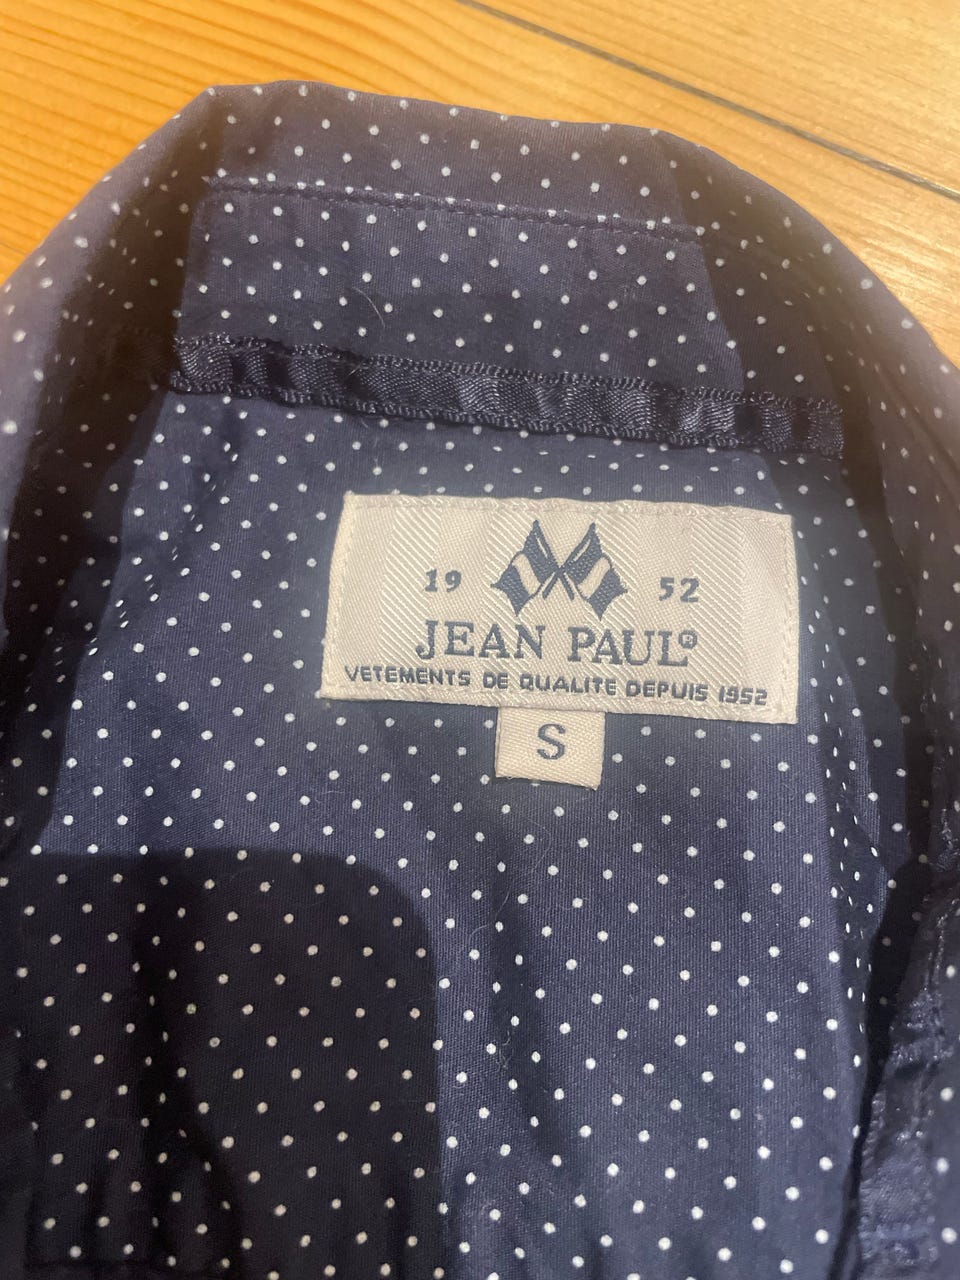 19 52
JEAN PAUL®
VETEMENTS DE QUALITE DEPUIS 1952
S